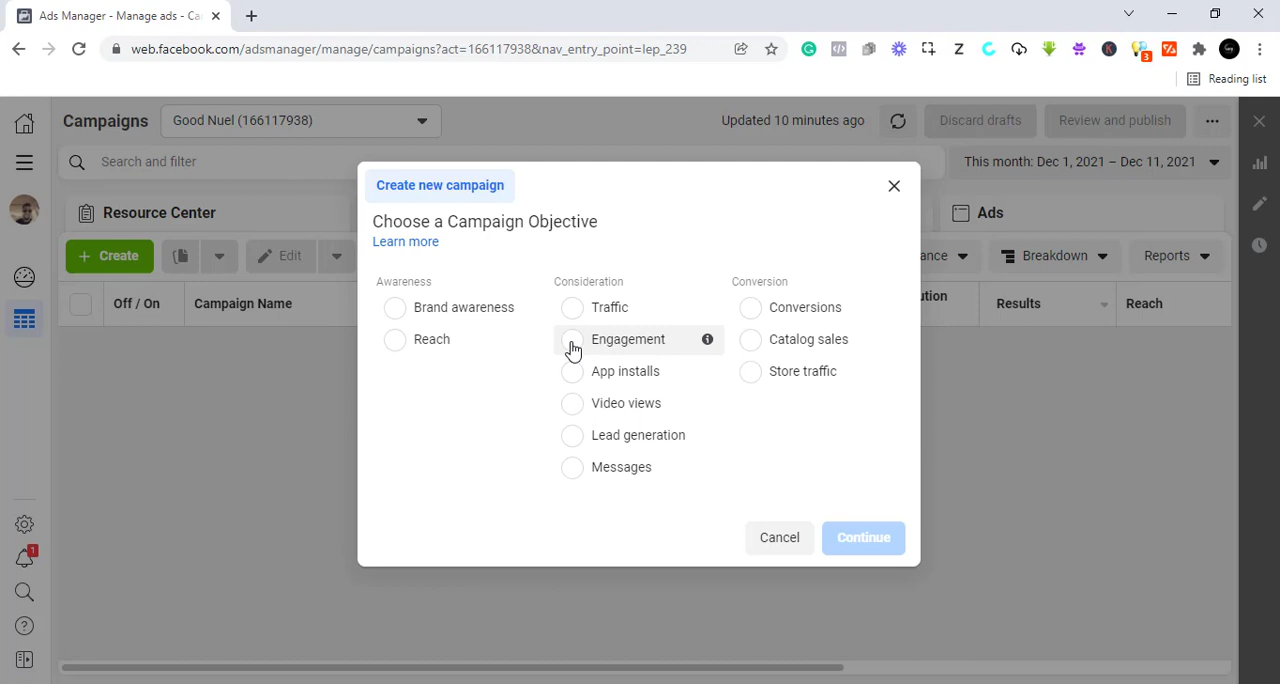 Ads Manager - Manage ads - Ca
web.facebook.com/adsmanager/manage/campaigns?act=166117938&nav_entry_point=lep_239
3
Reading list
Campaigns
Good Nuel (166117938)
Updated 10 minutes ago
Discard drafts
Review and publish
Search and filter
This month: Dec 1, 2021 – Dec 11, 2021
Resource Center
Ads
+ Create
Edit
ance
Breakdown
Reports
Off / On
Campaign Name
ution
Results
Reach
Create new campaign
Choose a Campaign Objective
Learn more
Awareness
Brand awareness
Reach
Consideration
Traffic
Engagement
App installs
Video views
Lead generation
Messages
Conversion
Conversions
Catalog sales
Store traffic
Cancel
Continue
1